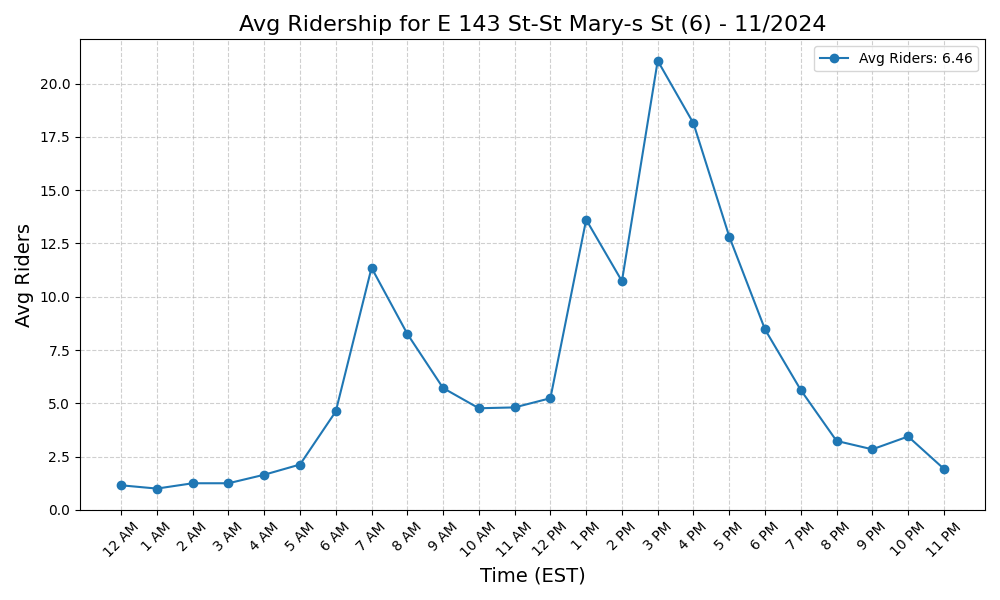 Avg Ridership for E 143 St-St Mary-s St (6) - 11/2024
Avg Riders: 6.46
Avg Riders
20.0
17.5
15.0
12.5
10.0
7.5
5.0
2.5
0.0
12 AM
1 AM
2 AM
3 AM
4 AM
5 AM
6 AM
7 AM
8 AM
9 AM
10 AM
11 AM
12 PM
1 PM
2 PM
3 PM
4 PM
5 PM
6 PM
7 PM
8 PM
9 PM
10 PM
11 PM
Time (EST)